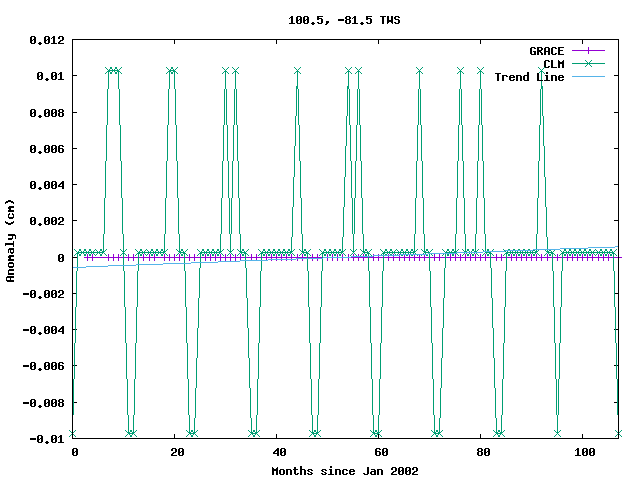 100.5, -81.5 TWS
GRACE
CLM
Trend Line
0.012
0.01
0.008
0.006
0.004
0.002
0
-0.002
-0.004
-0.006
-0.008
-0.01
Anomaly (cm)
0 20 40 60 80 100
Months since Jan 2002